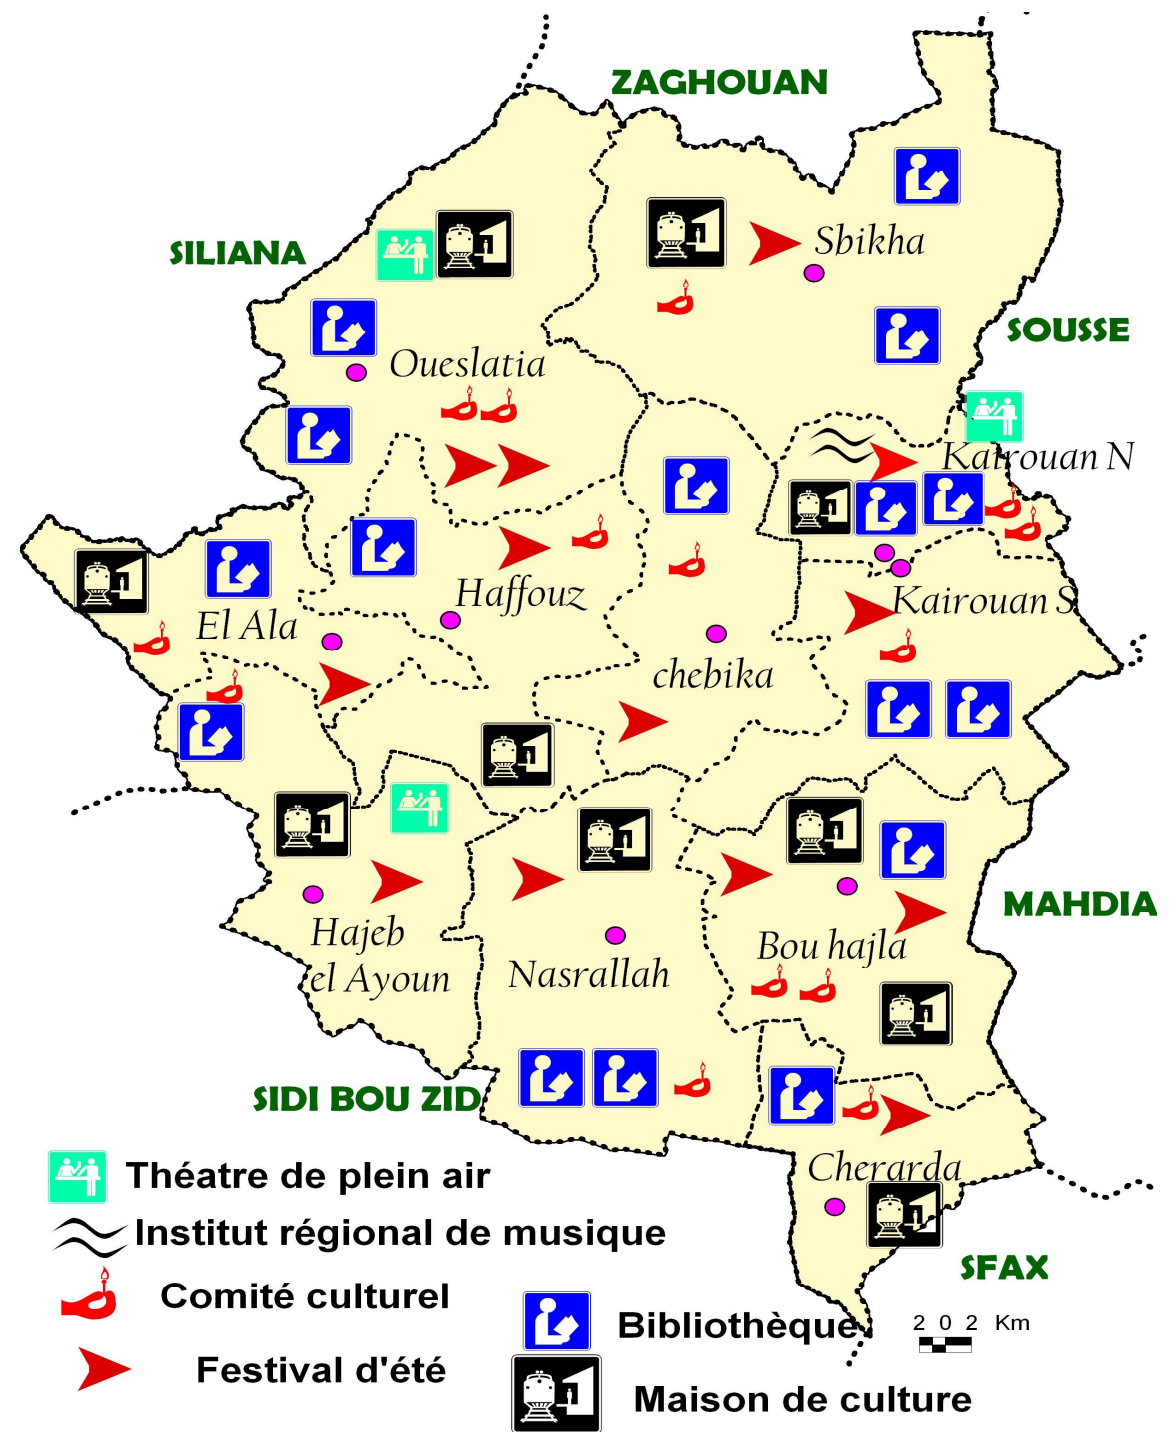 ZAGHOUAN
SILIANA
Sbikha
SOUSSE
Oueslatia
Kairouan N
Haffouz
Kairouan S
El Ala
chebika
MAHDIA
Hajeb
el Ayoun
Nasrallah
Bou hajla
SIDI BOU ZID
Cherarda
SFAX
Théatre de plein air
Institut régional de musique
Comité culturel
Festival d'été
Bibliothèque
Maison de culture
2 0 2 Km